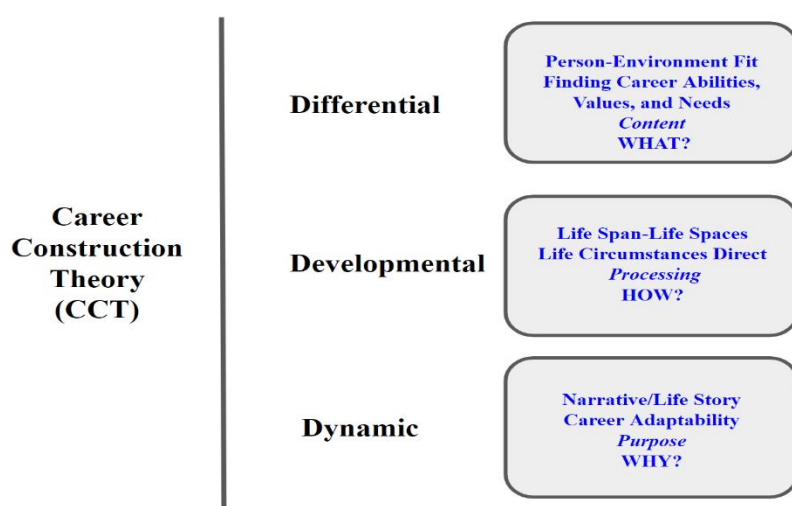 Career
Construction
Theory
(CCT)
Differential
Person-Environment Fit
Finding Career Abilities,
Values, and Needs
Content
WHAT?
Developmental
Life Span-Life Spaces
Life Circumstances Direct
Processing
HOW?
Dynamic
Narrative/Life Story
Career Adaptability
Purpose
WHY?